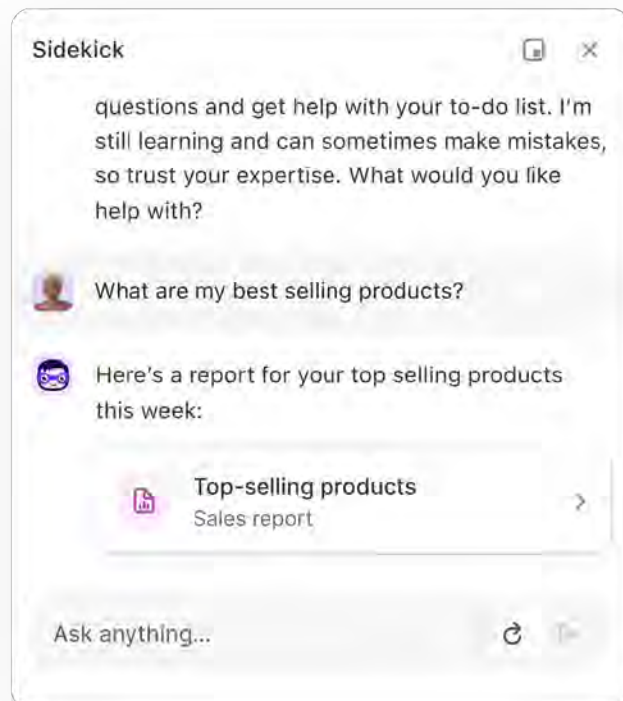 Sidekick
questions and get help with your to-do list. I'm
still learning and can sometimes make mistakes,
so trust your expertise. What would you like
help with?
What are my best selling products?
Here's a report for your top selling products
this week:
Top-selling products
Sales report
Ask anything...